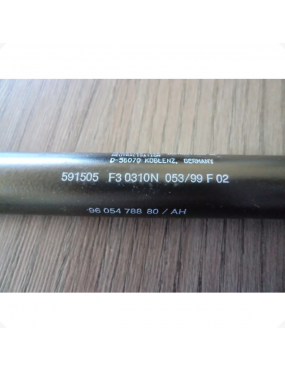 D-56070 KOBLENZ, GERMANY
591505 F3 0310N 053/99 F 02
96 054 788 80 / AH